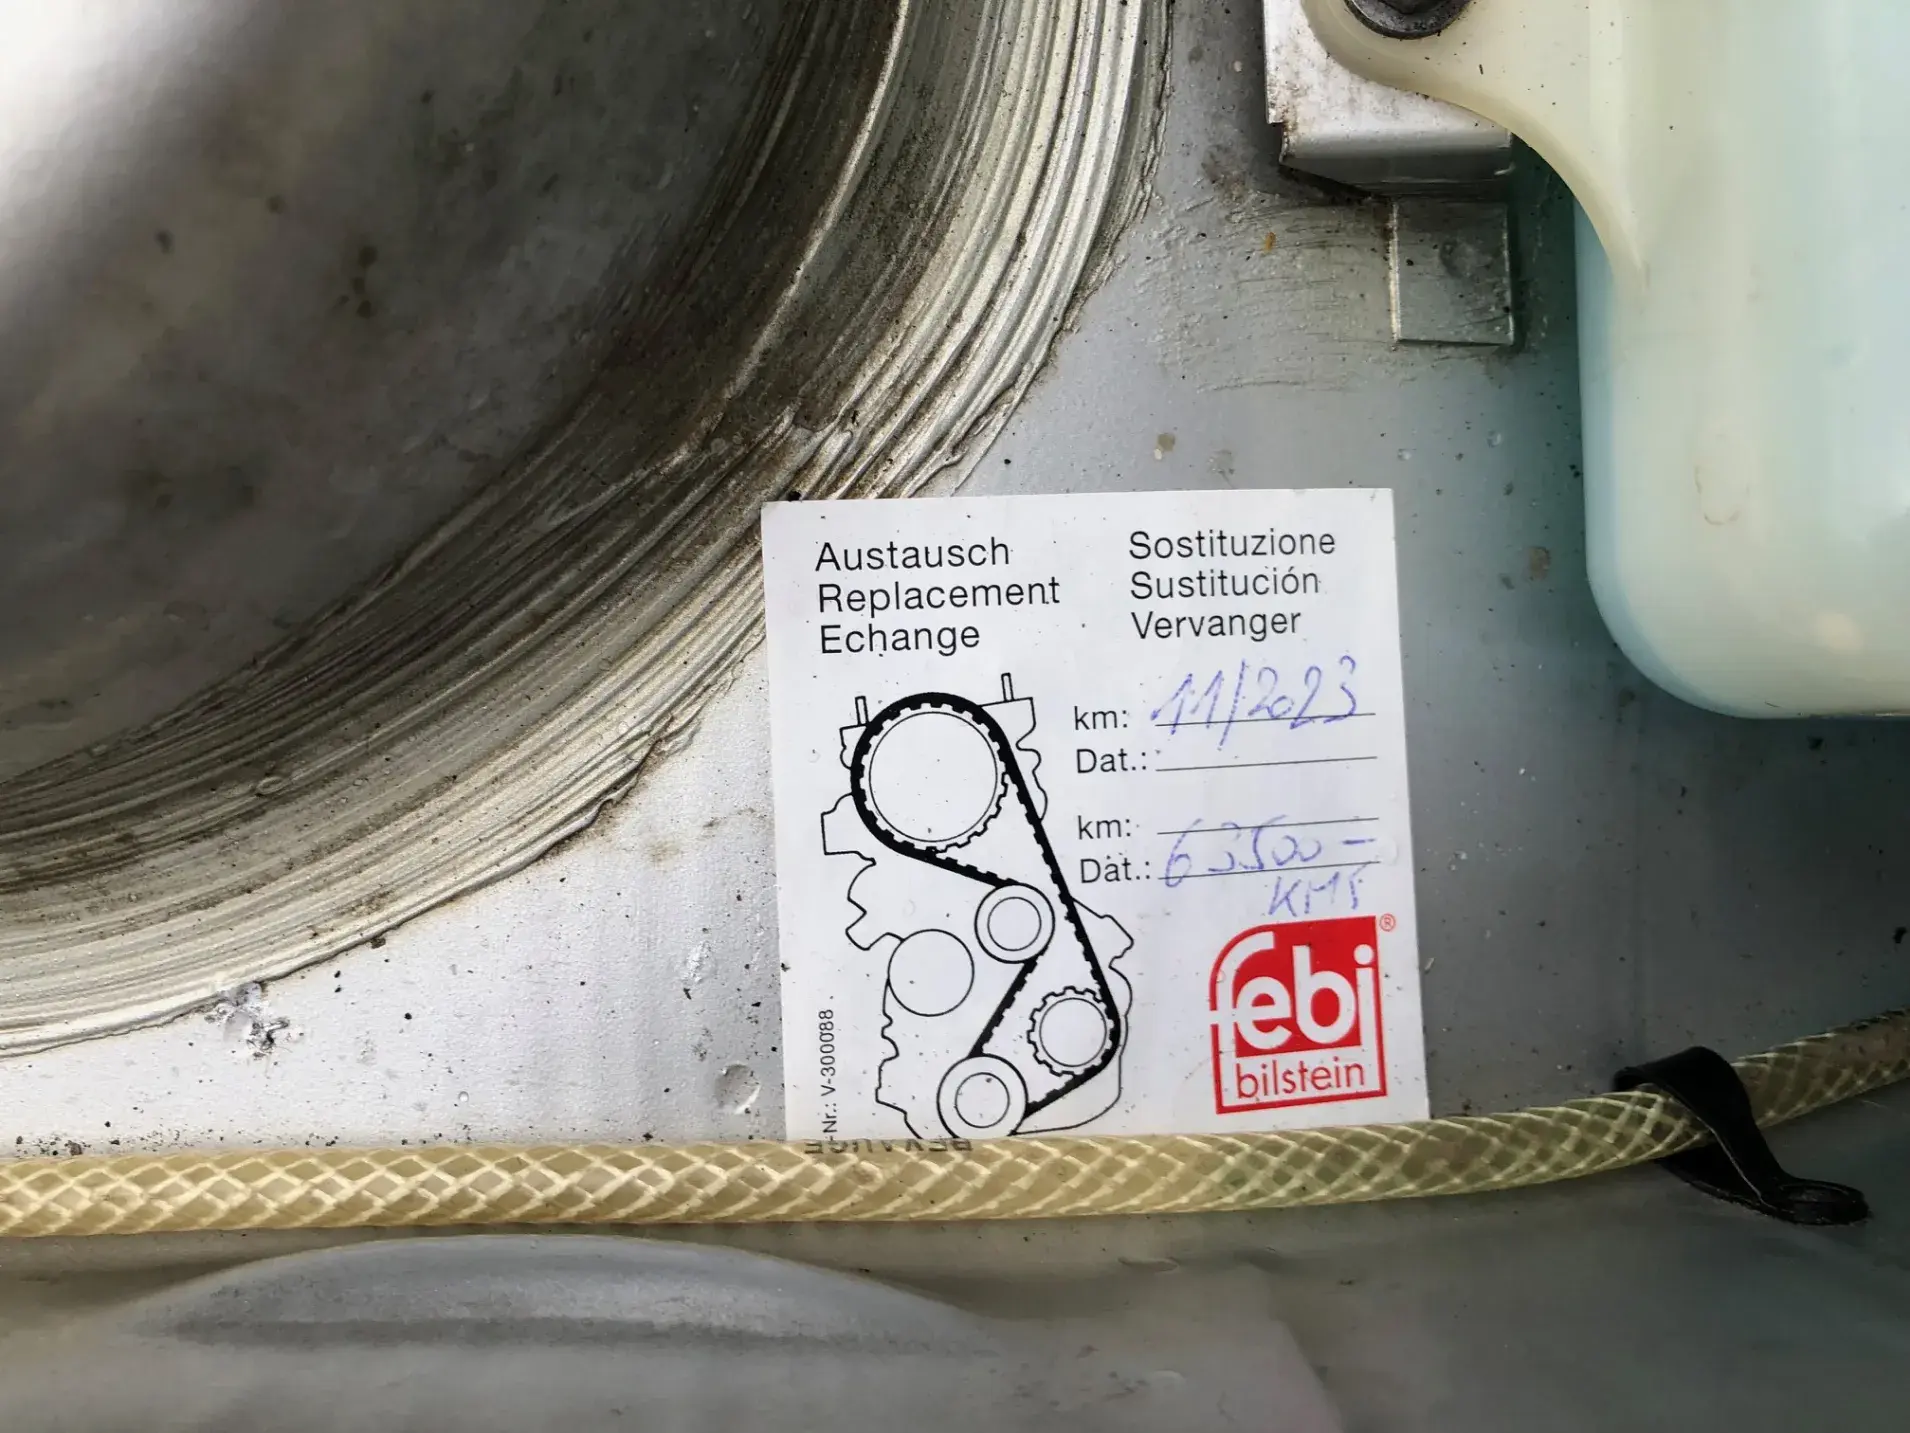 Austausch
Replacement
Echange
Sostituzione
Sustitución
Vervanger
km: 11/2023
Dat.:
km:
Dat.: 63500 -
KMS
febi®
bilstein
-Nr.: V-300088